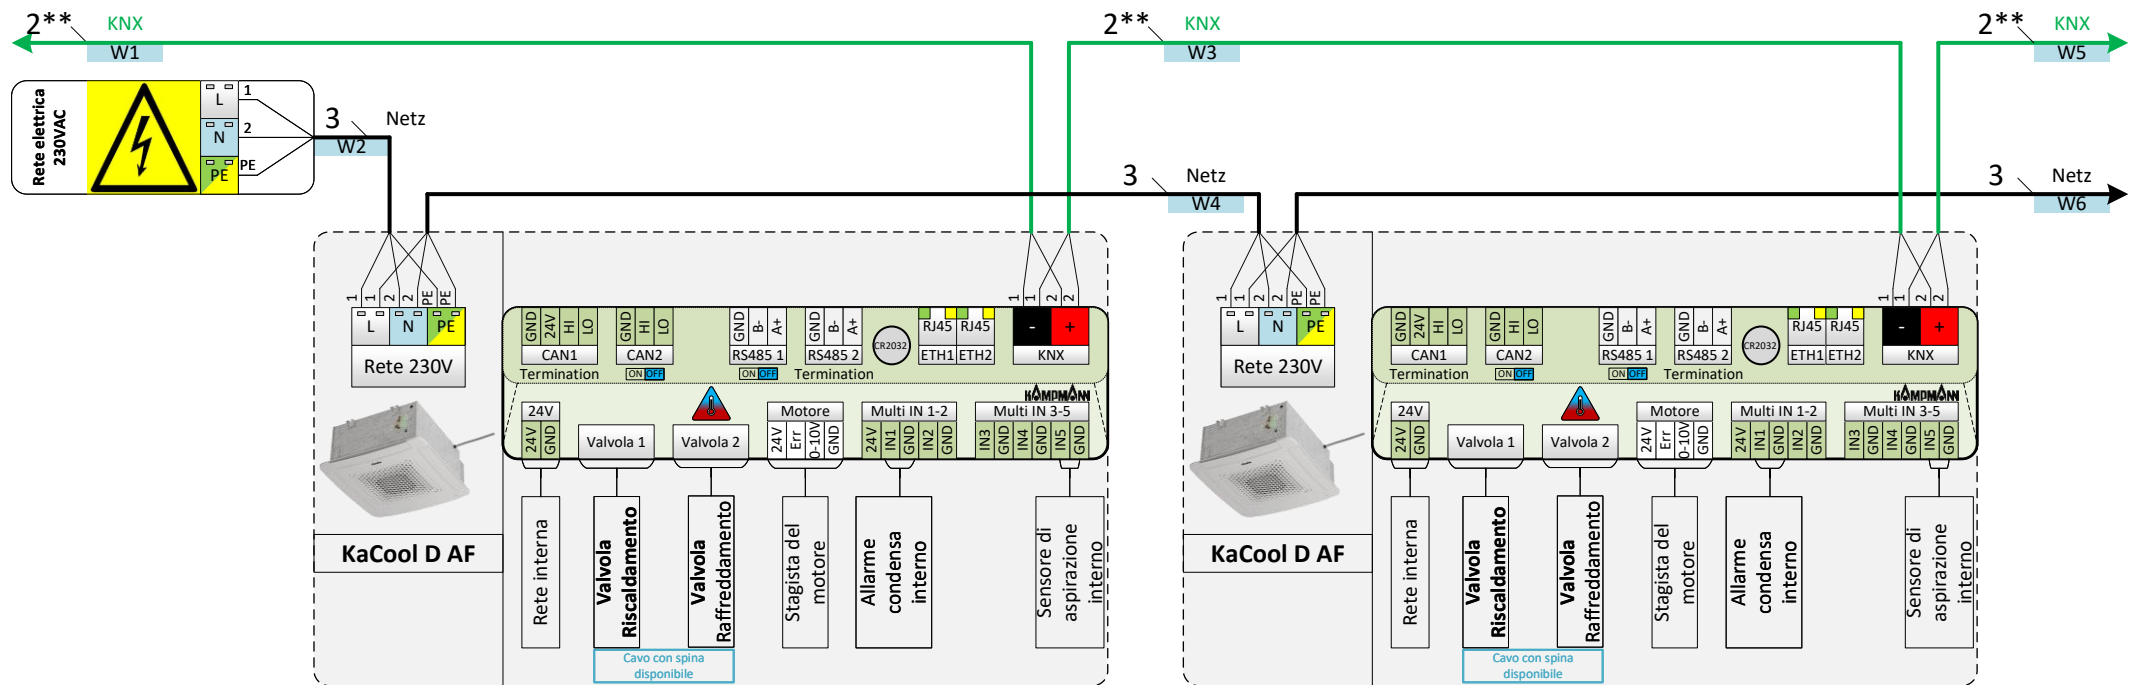 2** KNX
W1
2** KNX
W3
2** KNX
W5
Rete elettrica
230VAC
L 1
N 2
PE PE
3 Netz
W2
3 Netz
W4
3 Netz
W6
1 1 2 2 PE PE
L N PE
Rete 230V
KaCool D AF
1 1 2 2
GND 24V HI LO
CAN1
GND HI LO
CAN2
GND B- A+
RS485 1
GND B- A+
RS485 2
CR2032
RJ45 RJ45
ETH1 ETH2
- +
KNX
Termination ON OFF ON OFF Termination
KAMPMANN
24V
24V GND
Valvola 1
Valvola 2
Motore
24V Err 0-10V GND
Multi IN 1-2
24V IN1 GND IN2 GND
Multi IN 3-5
IN3 GND IN4 GND IN5 GND
Rete interna
Valvola
Riscaldamento
Valvola
Raffreddamento
Stagista del
motore
Allarme
condensa
interno
Sensore di
aspirazione
interno
Cavo con spina
disponibile
1 1 2 2 PE PE
L N PE
Rete 230V
KaCool D AF
1 1 2 2
GND 24V HI LO
CAN1
GND HI LO
CAN2
GND B- A+
RS485 1
GND B- A+
RS485 2
CR2032
RJ45 RJ45
ETH1 ETH2
- +
KNX
Termination ON OFF ON OFF Termination
KAMPMANN
24V
24V GND
Valvola 1
Valvola 2
Motore
24V Err 0-10V GND
Multi IN 1-2
24V IN1 GND IN2 GND
Multi IN 3-5
IN3 GND IN4 GND IN5 GND
Rete interna
Valvola
Riscaldamento
Valvola
Raffreddamento
Stagista del
motore
Allarme
condensa
interno
Sensore di
aspirazione
interno
Cavo con spina
disponibile